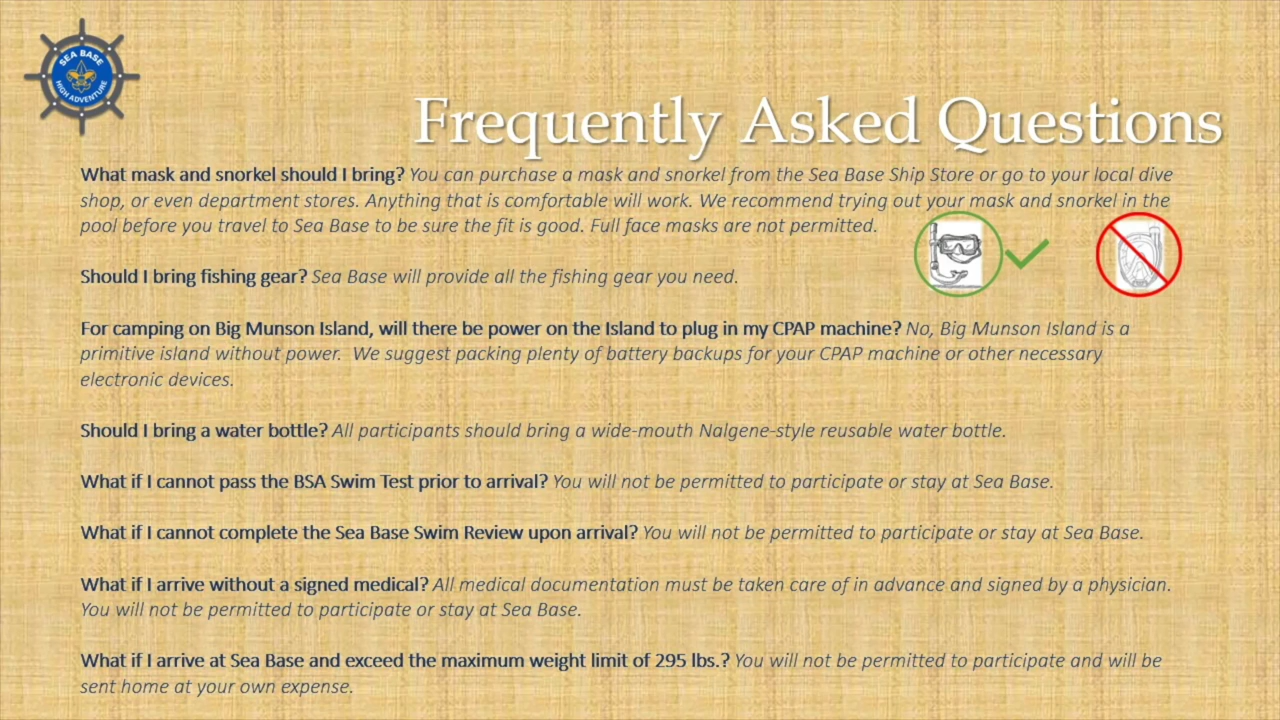 SEA BASE
HIGH ADVENTURE
Frequently Asked Questions
What mask and snorkel should I bring? You can purchase a mask and snorkel from the Sea Base Ship Store or go to your local dive
shop, or even department stores. Anything that is comfortable will work. We recommend trying out your mask and snorkel in the
pool before you travel to Sea Base to be sure the fit is good. Full face masks are not permitted.
Should I bring fishing gear? Sea Base will provide all the fishing gear you need.
For camping on Big Munson Island, will there be power on the Island to plug in my CPAP machine? No, Big Munson Island is a
primitive island without power. We suggest packing plenty of battery backups for your CPAP machine or other necessary
electronic devices.
Should I bring a water bottle? All participants should bring a wide-mouth Nalgene-style reusable water bottle.
What if I cannot pass the BSA Swim Test prior to arrival? You will not be permitted to participate or stay at Sea Base.
What if I cannot complete the Sea Base Swim Review upon arrival? You will not be permitted to participate or stay at Sea Base.
What if I arrive without a signed medical? All medical documentation must be taken care of in advance and signed by a physician.
You will not be permitted to participate or stay at Sea Base.
What if I arrive at Sea Base and exceed the maximum weight limit of 295 lbs.? You will not be permitted to participate and will be
sent home at your own expense.